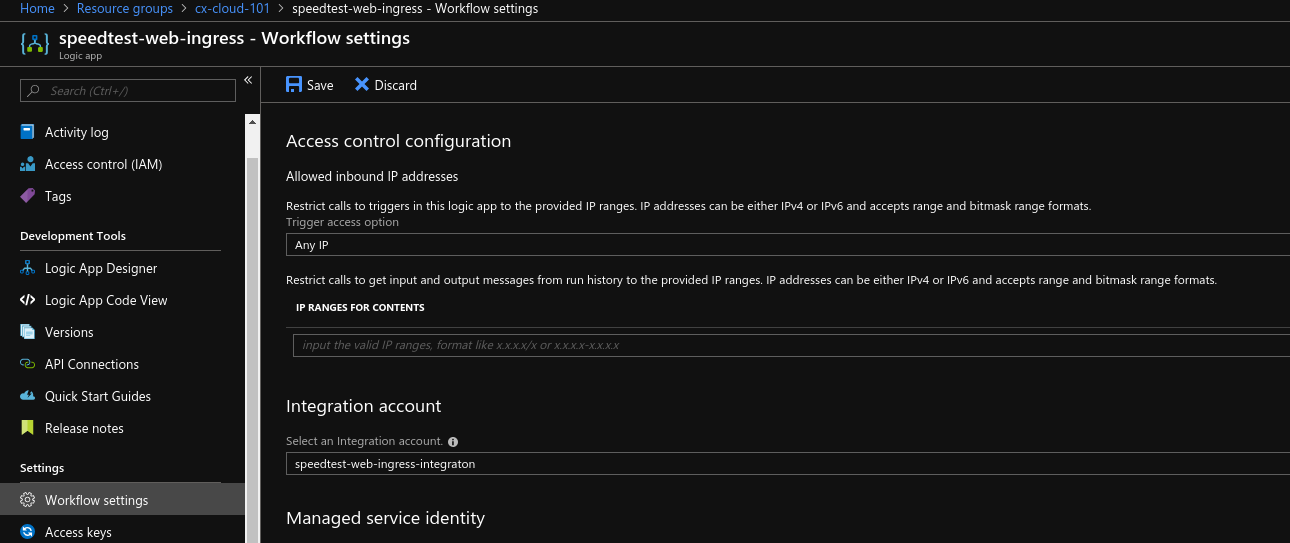 Home > Resource groups > cx-cloud-101 > speedtest-web-ingress - Workflow settings
speedtest-web-ingress - Workflow settings
Logic app
Search (Ctrl+/)
«
Activity log
Access control (IAM)
Tags
Development Tools
Logic App Designer
Logic App Code View
Versions
API Connections
Quick Start Guides
Release notes
Settings
Workflow settings
Access keys
Save Discard
Access control configuration
Allowed inbound IP addresses
Restrict calls to triggers in this logic app to the provided IP ranges. IP addresses can be either IPv4 or IPv6 and accepts range and bitmask range formats.
Trigger access option
Any IP
Restrict calls to get input and output messages from run history to the provided IP ranges. IP addresses can be either IPv4 or IPv6 and accepts range and bitmask range formats.
IP RANGES FOR CONTENTS
input the valid IP ranges, format like x.x.x.x/x or x.x.x.x-x.x.x.x
Integration account
Select an Integration account.
speedtest-web-ingress-integraton
Managed service identity